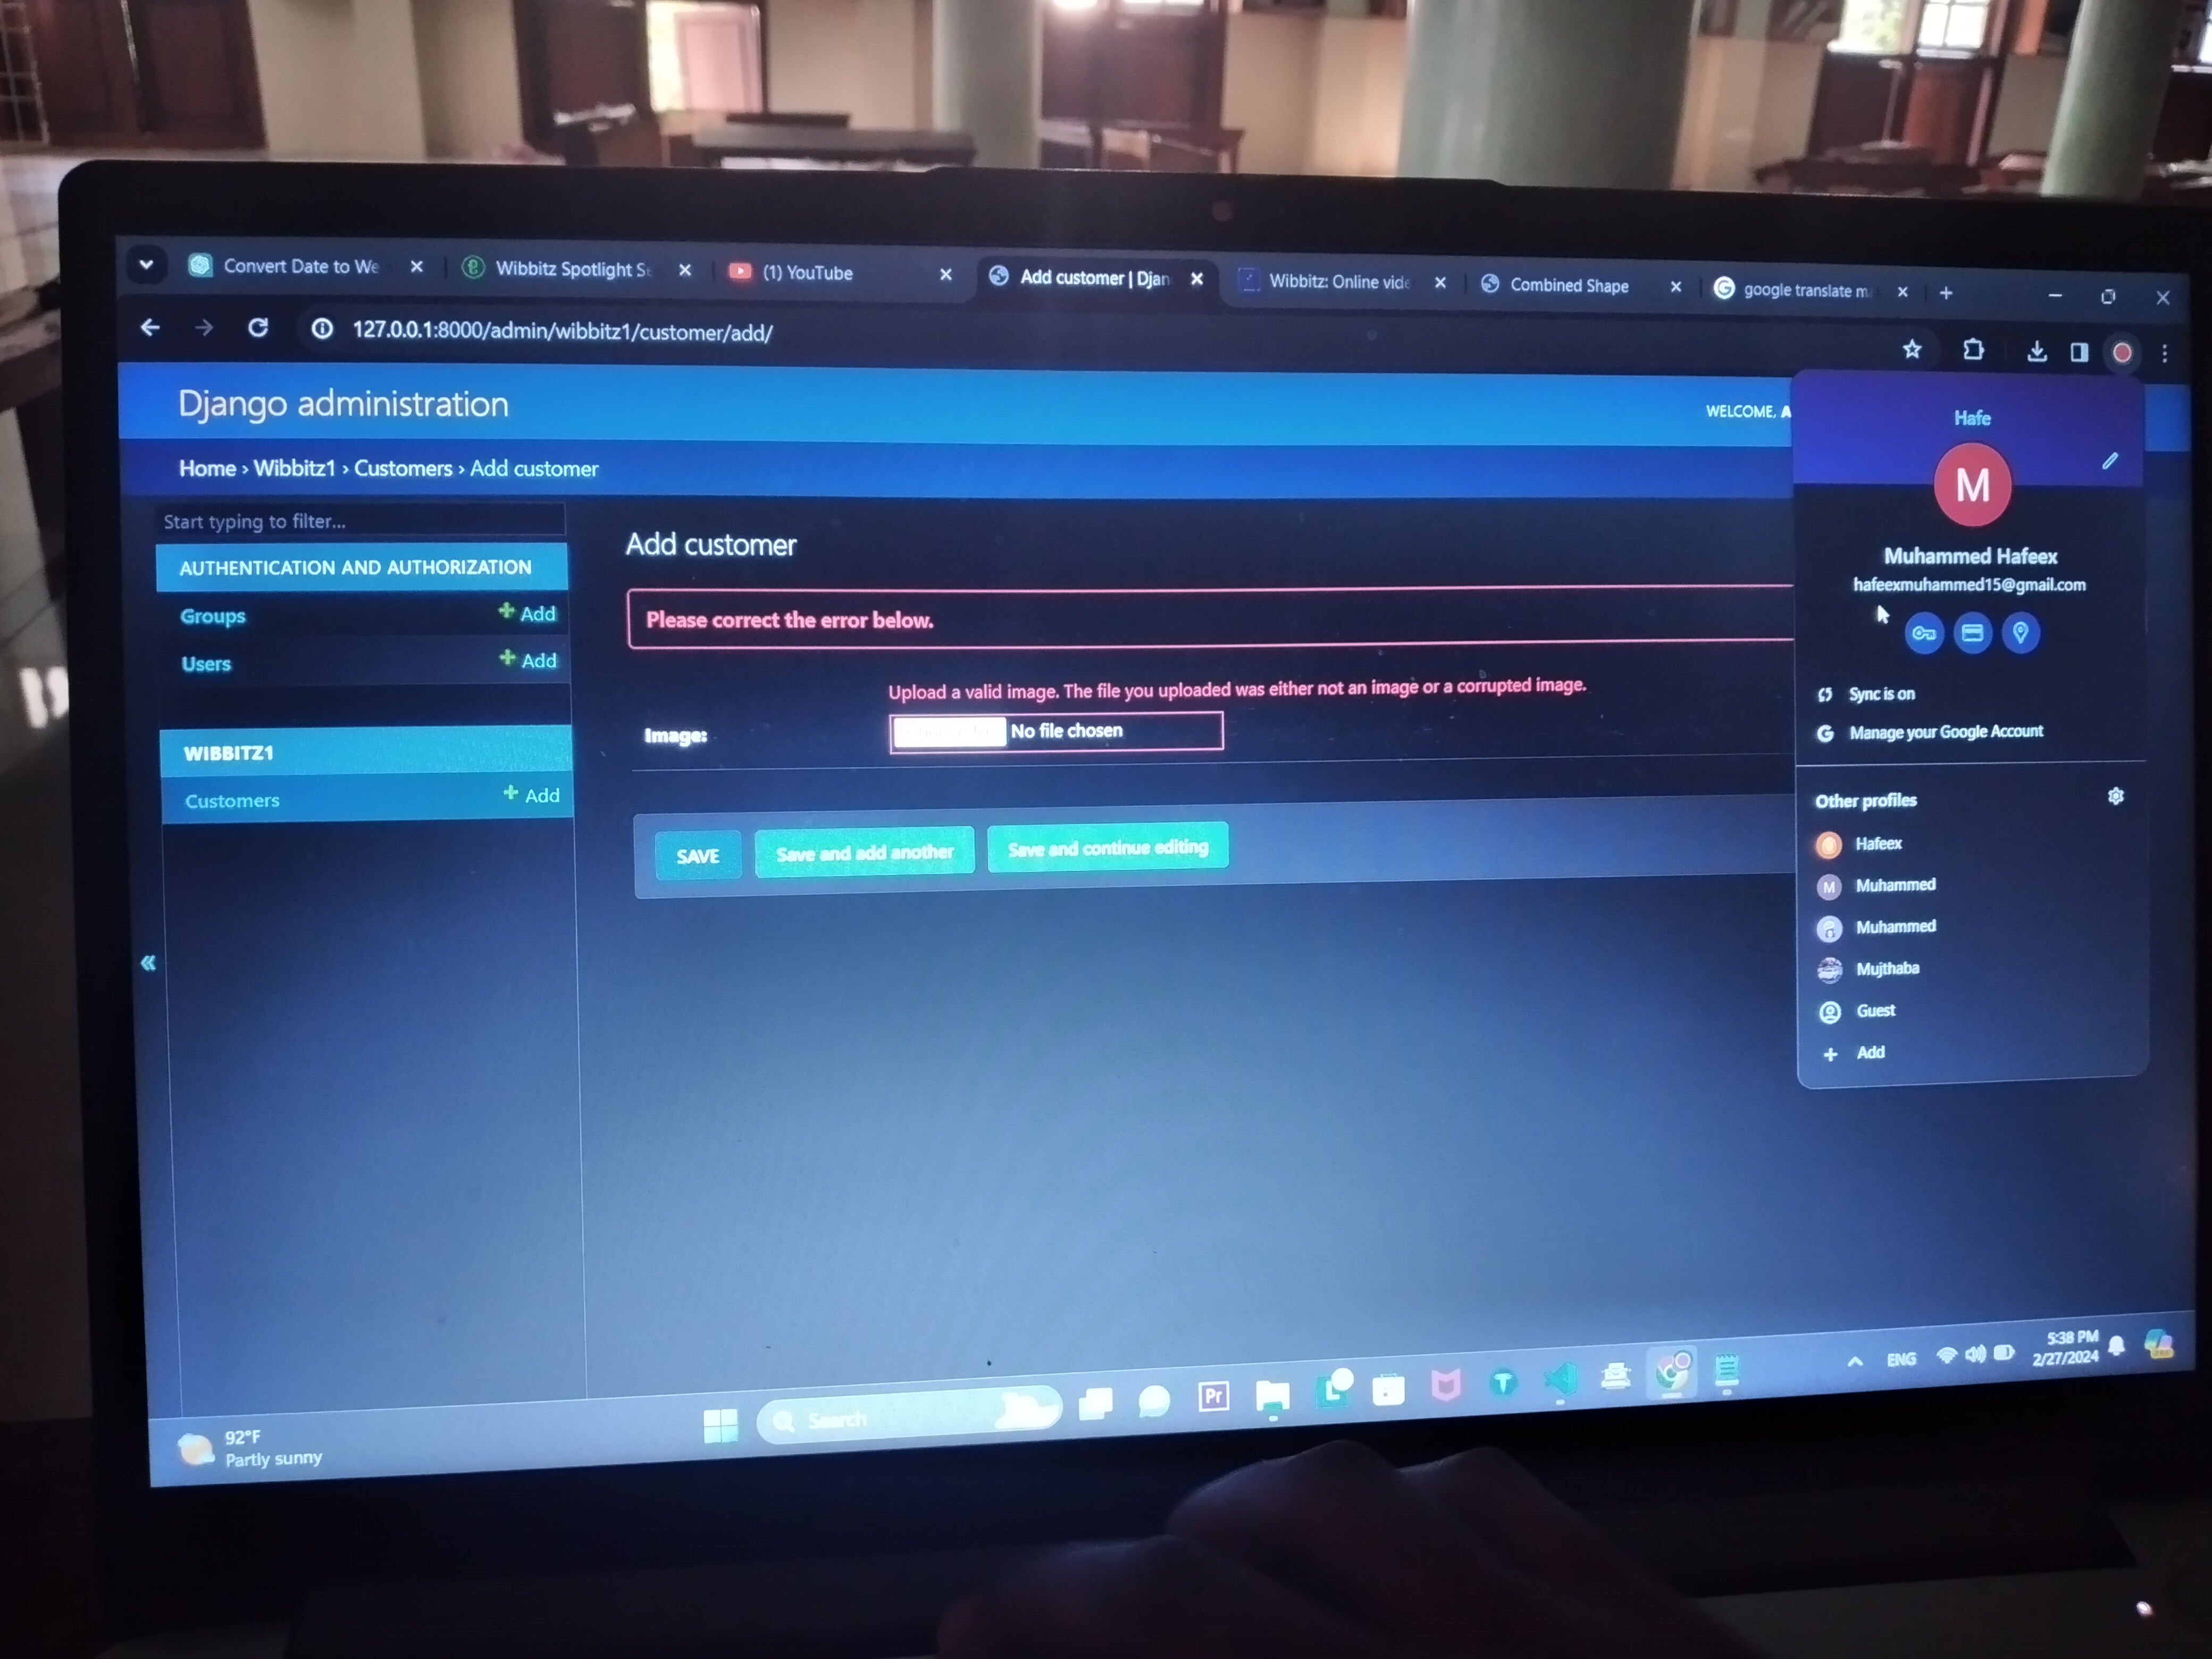 Convert Date to We
Wibbitz Spotlight Se
(1) YouTube
Add customer | Djan
Wibbitz: Online vide
Combined Shape
google translate m
127.0.0.1:8000/admin/wibbitz1/customer/add/
Django administration
WELCOME, A
Home › Wibbitz1 › Customers › Add customer
Start typing to filter...
AUTHENTICATION AND AUTHORIZATION
Groups
+ Add
Users
+ Add
WIBBITZ1
Customers
+ Add
«
Add customer
Please correct the error below.
Upload a valid image. The file you uploaded was either not an image or a corrupted image.
Image:
No file chosen
SAVE
Save and add another
Save and continue editing
Hafe
M
Muhammed Hafeex
hafeexmuhammed15@gmail.com
Sync is on
G Manage your Google Account
Other profiles
Hafeex
M Muhammed
Muhammed
Mujthaba
Guest
+ Add
92°F
Partly sunny
Search
Pr
L
T
ENG
5:38 PM
2/27/2024